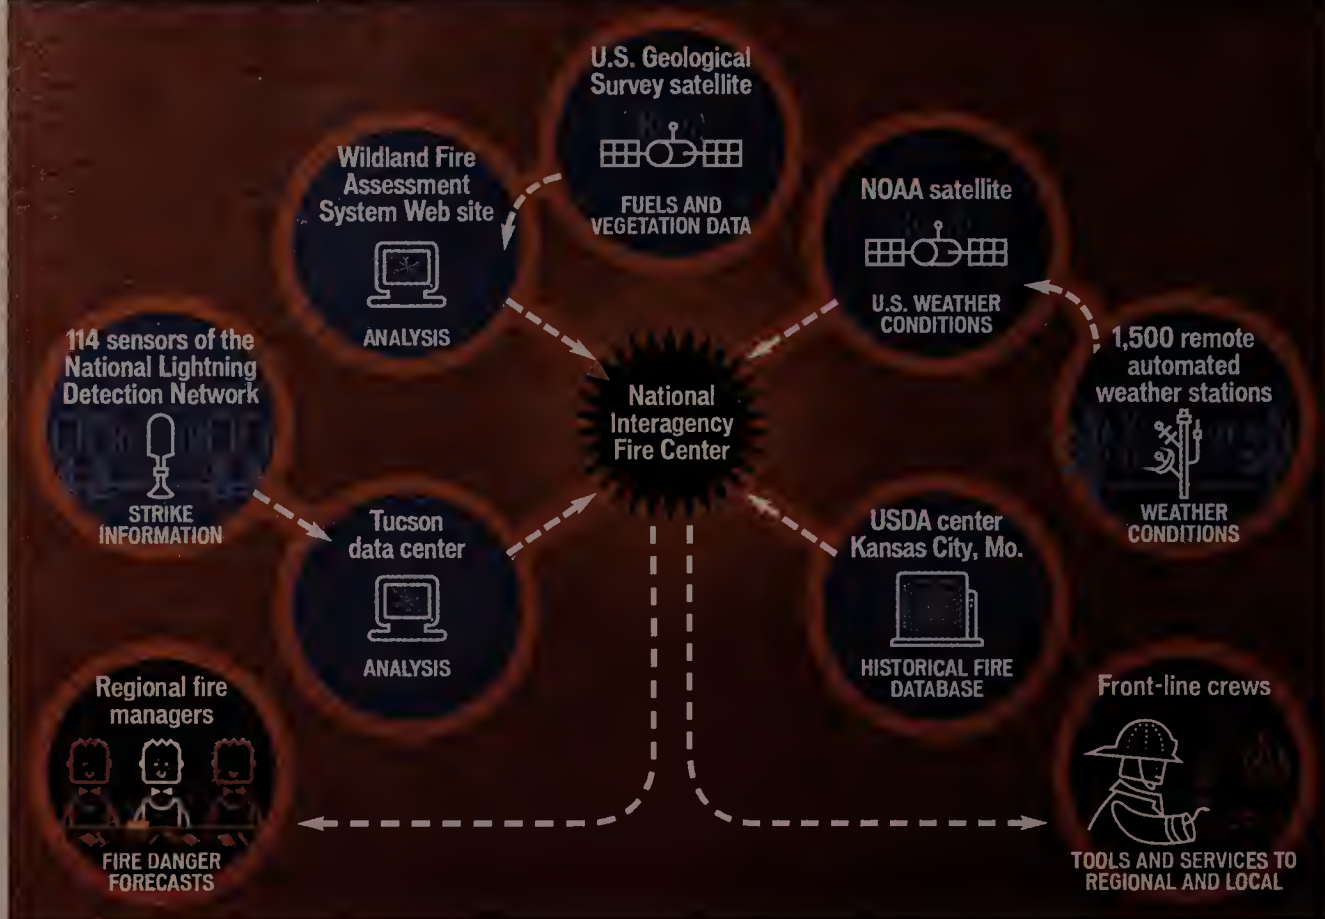 U.S. Geological
Survey satellite
FUELS AND
VEGETATION DATA
Wildland Fire
Assessment
System Web site
ANALYSIS
NOAA satellite
U.S. WEATHER
CONDITIONS
114 sensors of the
National Lightning
Detection Network
STRIKE
INFORMATION
National
Interagency
Fire Center
1,500 remote
automated
weather stations
WEATHER
CONDITIONS
Tucson
data center
ANALYSIS
USDA center
Kansas City, Mo.
HISTORICAL FIRE
DATABASE
Regional fire
managers
FIRE DANGER
FORECASTS
Front-line crews
TOOLS AND SERVICES TO
REGIONAL AND LOCAL